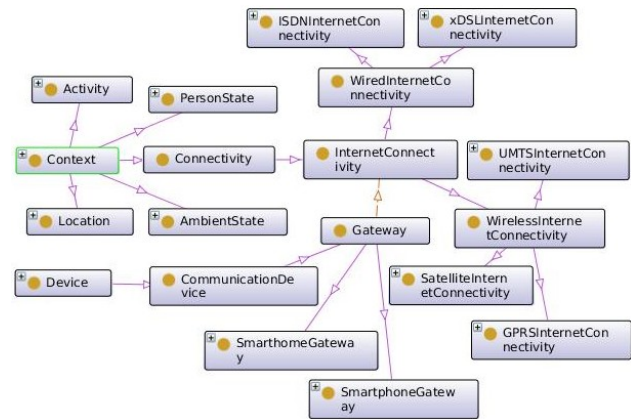 ISDNInternetCon
nectivity
xDSLInternetCon
nectivity
WiredInternetCo
nnectivity
Activity
PersonState
Context
Connectivity
InternetConnect
ivity
UMTSInternetCon
nectivity
Location
AmbientState
WirelessInterne
tConnectivity
Gateway
Device
CommunicationDe
vice
SatelliteIntern
etConnectivity
SmarthomeGatewa
y
GPRSInternetCon
nectivity
SmartphoneGatew
ay